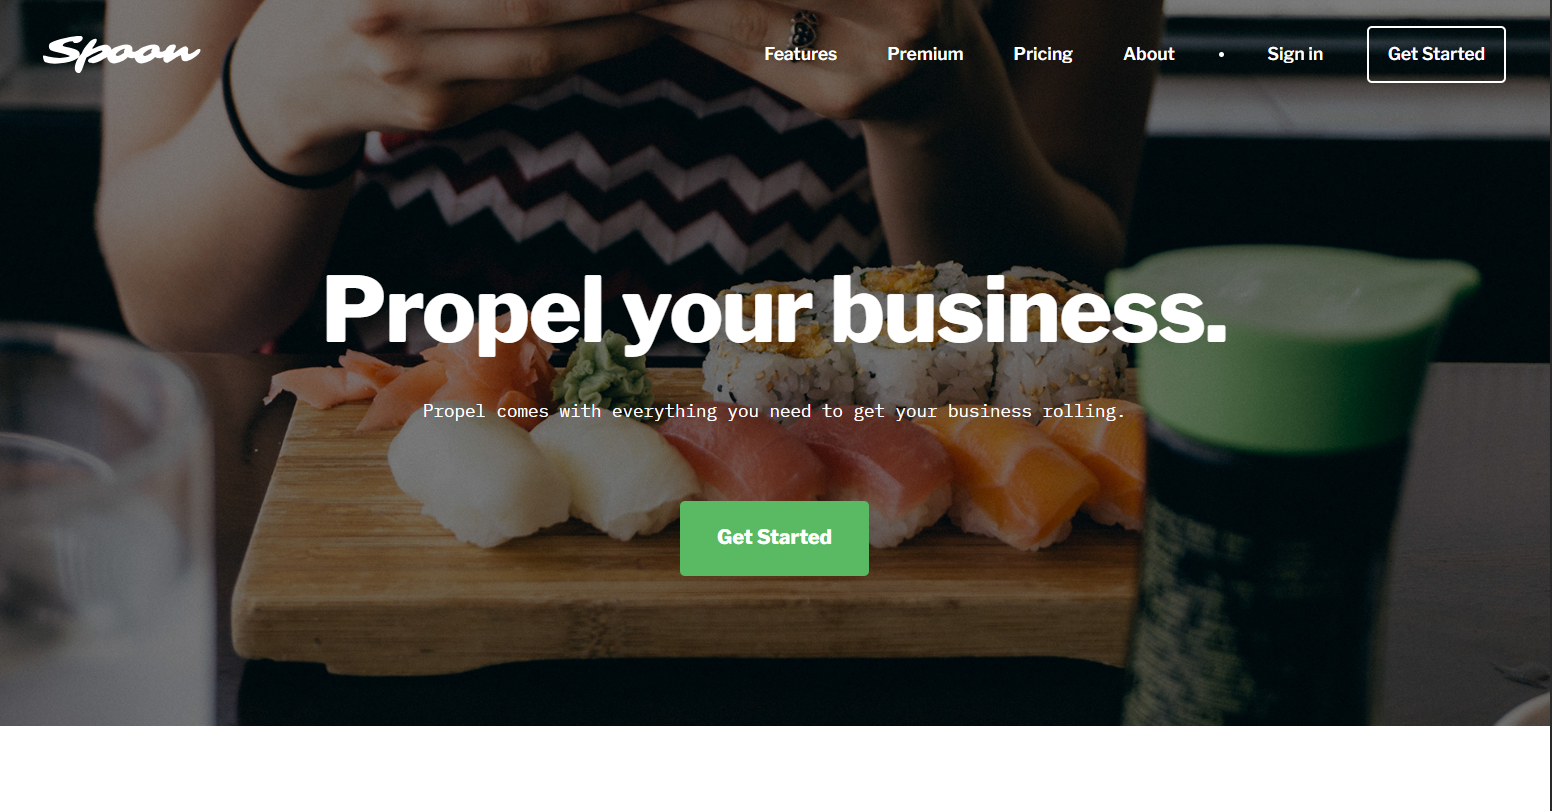 Spoon
Features Premium Pricing About • Sign in Get Started
Propel your business.
Propel comes with everything you need to get your business rolling.
Get Started